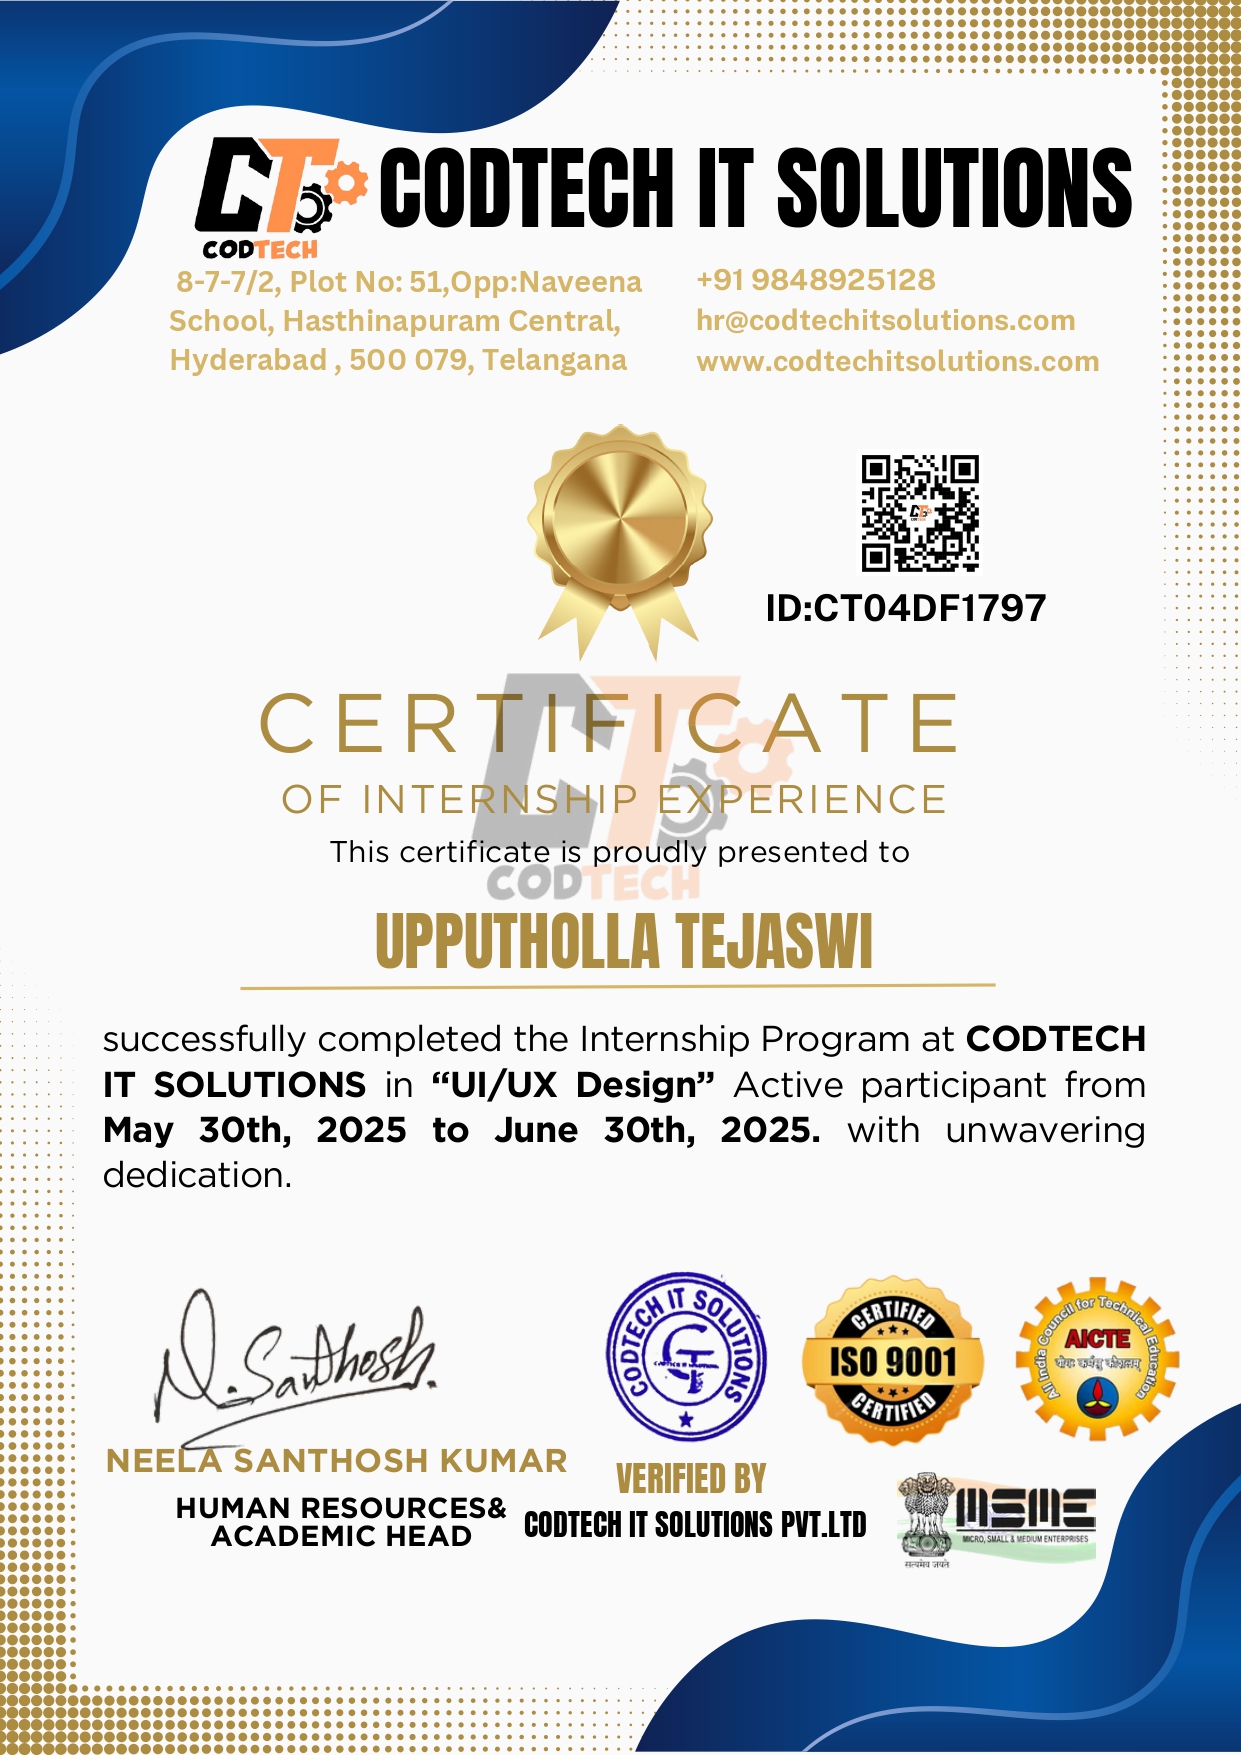 CODTECH IT SOLUTIONS
CODTECH
8-7-7/2, Plot No: 51,Opp:Naveena
School, Hasthinapuram Central,
Hyderabad , 500 079, Telangana
+91 9848925128
hr@codtechitsolutions.com
www.codtechitsolutions.com
ID:CT04DF1797
CERTIFICATE
OF INTERNSHIP EXPERIENCE
This certificate is proudly presented to
CODTECH
UPPUTHOLLA TEJASWI
successfully completed the Internship Program at CODTECH
IT SOLUTIONS in “UI/UX Design” Active participant from
May 30th, 2025 to June 30th, 2025. with unwavering
dedication.
N.Santhosh.
NEELA SANTHOSH KUMAR
HUMAN RESOURCES&
ACADEMIC HEAD
CODTECH IT SOLUTIONS
VERIFIED BY
CODTECH IT SOLUTIONS PVT.LTD
CERTIFIED
ISO 9001
CERTIFIED
All India Council for Technical Education
AICTE
योगः कर्मसु कौशलम्
MSME
MICRO, SMALL & MEDIUM ENTERPRISES
सत्यमेव जयते